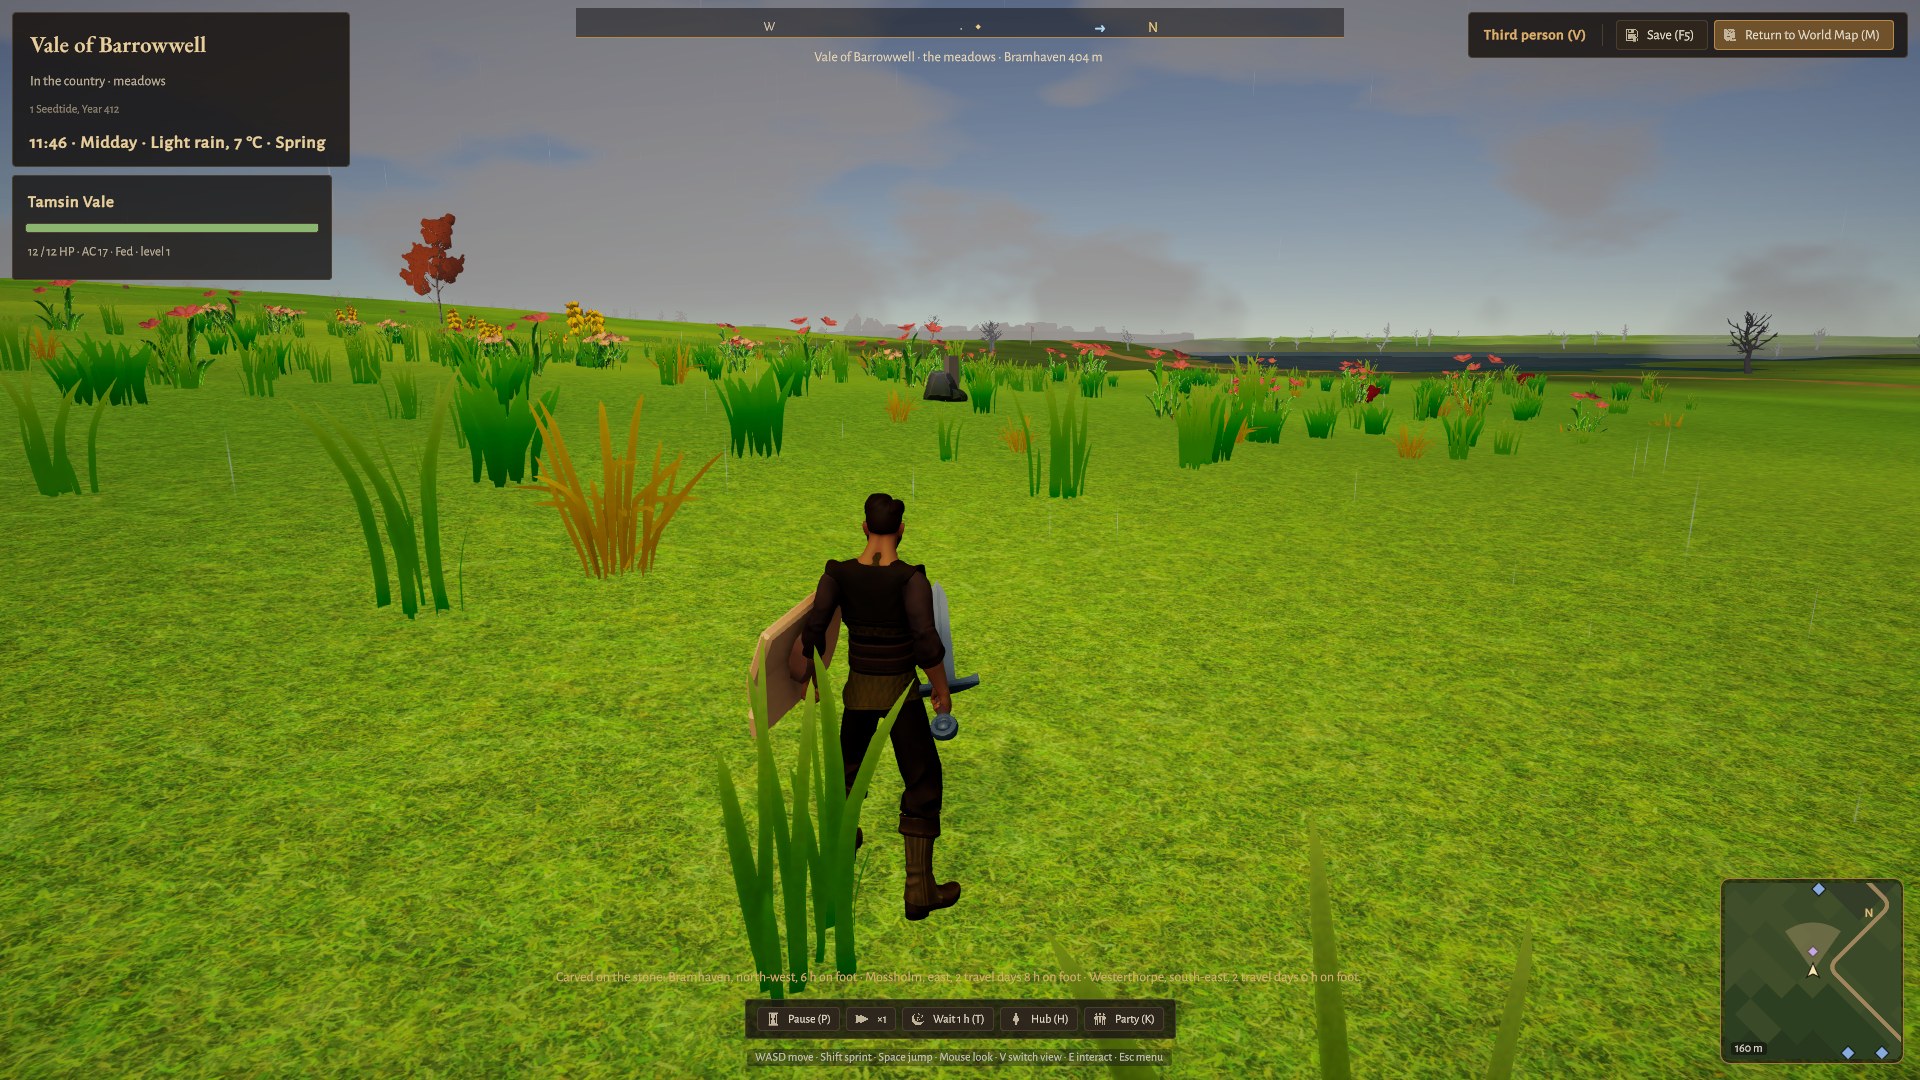 Vale of Barrowwell
In the country · meadows
1 Seedtide, Year 412
11:46 · Midday · Light rain, 7 °C · Spring
Tamsin Vale
12 / 12 HP · AC 17 · Fed · level 1
W
N
Vale of Barrowwell · the meadows · Bramhaven 404 m
Third person (V)
Save (F5)
Return to World Map (M)
Carved on the stone: Bramhaven, north-west, 6 h on foot · Mossholm, east, 2 travel days 8 h on foot · Westerthorpe, south-east, 2 travel days 0 h on foot.
Pause (P)
×1
Wait 1 h (T)
Hub (H)
Party (K)
WASD move · Shift sprint · Space jump · Mouse look · V switch view · E interact · Esc menu
N
160 m